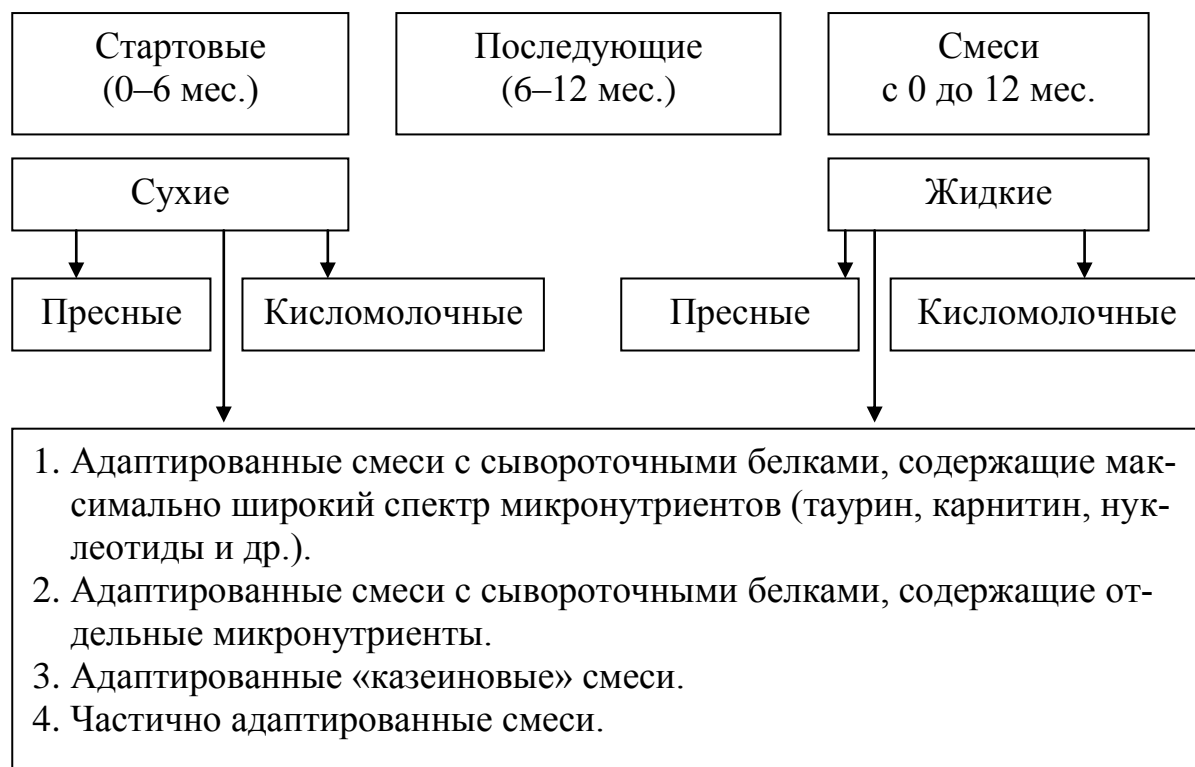 Стартовые
(0–6 мес.)
Последующие
(6–12 мес.)
Смеси
с 0 до 12 мес.
Сухие
Жидкие
Пресные
Кисломолочные
Пресные
Кисломолочные
1. Адаптированные смеси с сывороточными белками, содержащие мак-
симально широкий спектр микронутриентов (таурин, карнитин, нук-
леотиды и др.).
2. Адаптированные смеси с сывороточными белками, содержащие от-
дельные микронутриенты.
3. Адаптированные «казеиновые» смеси.
4. Частично адаптированные смеси.